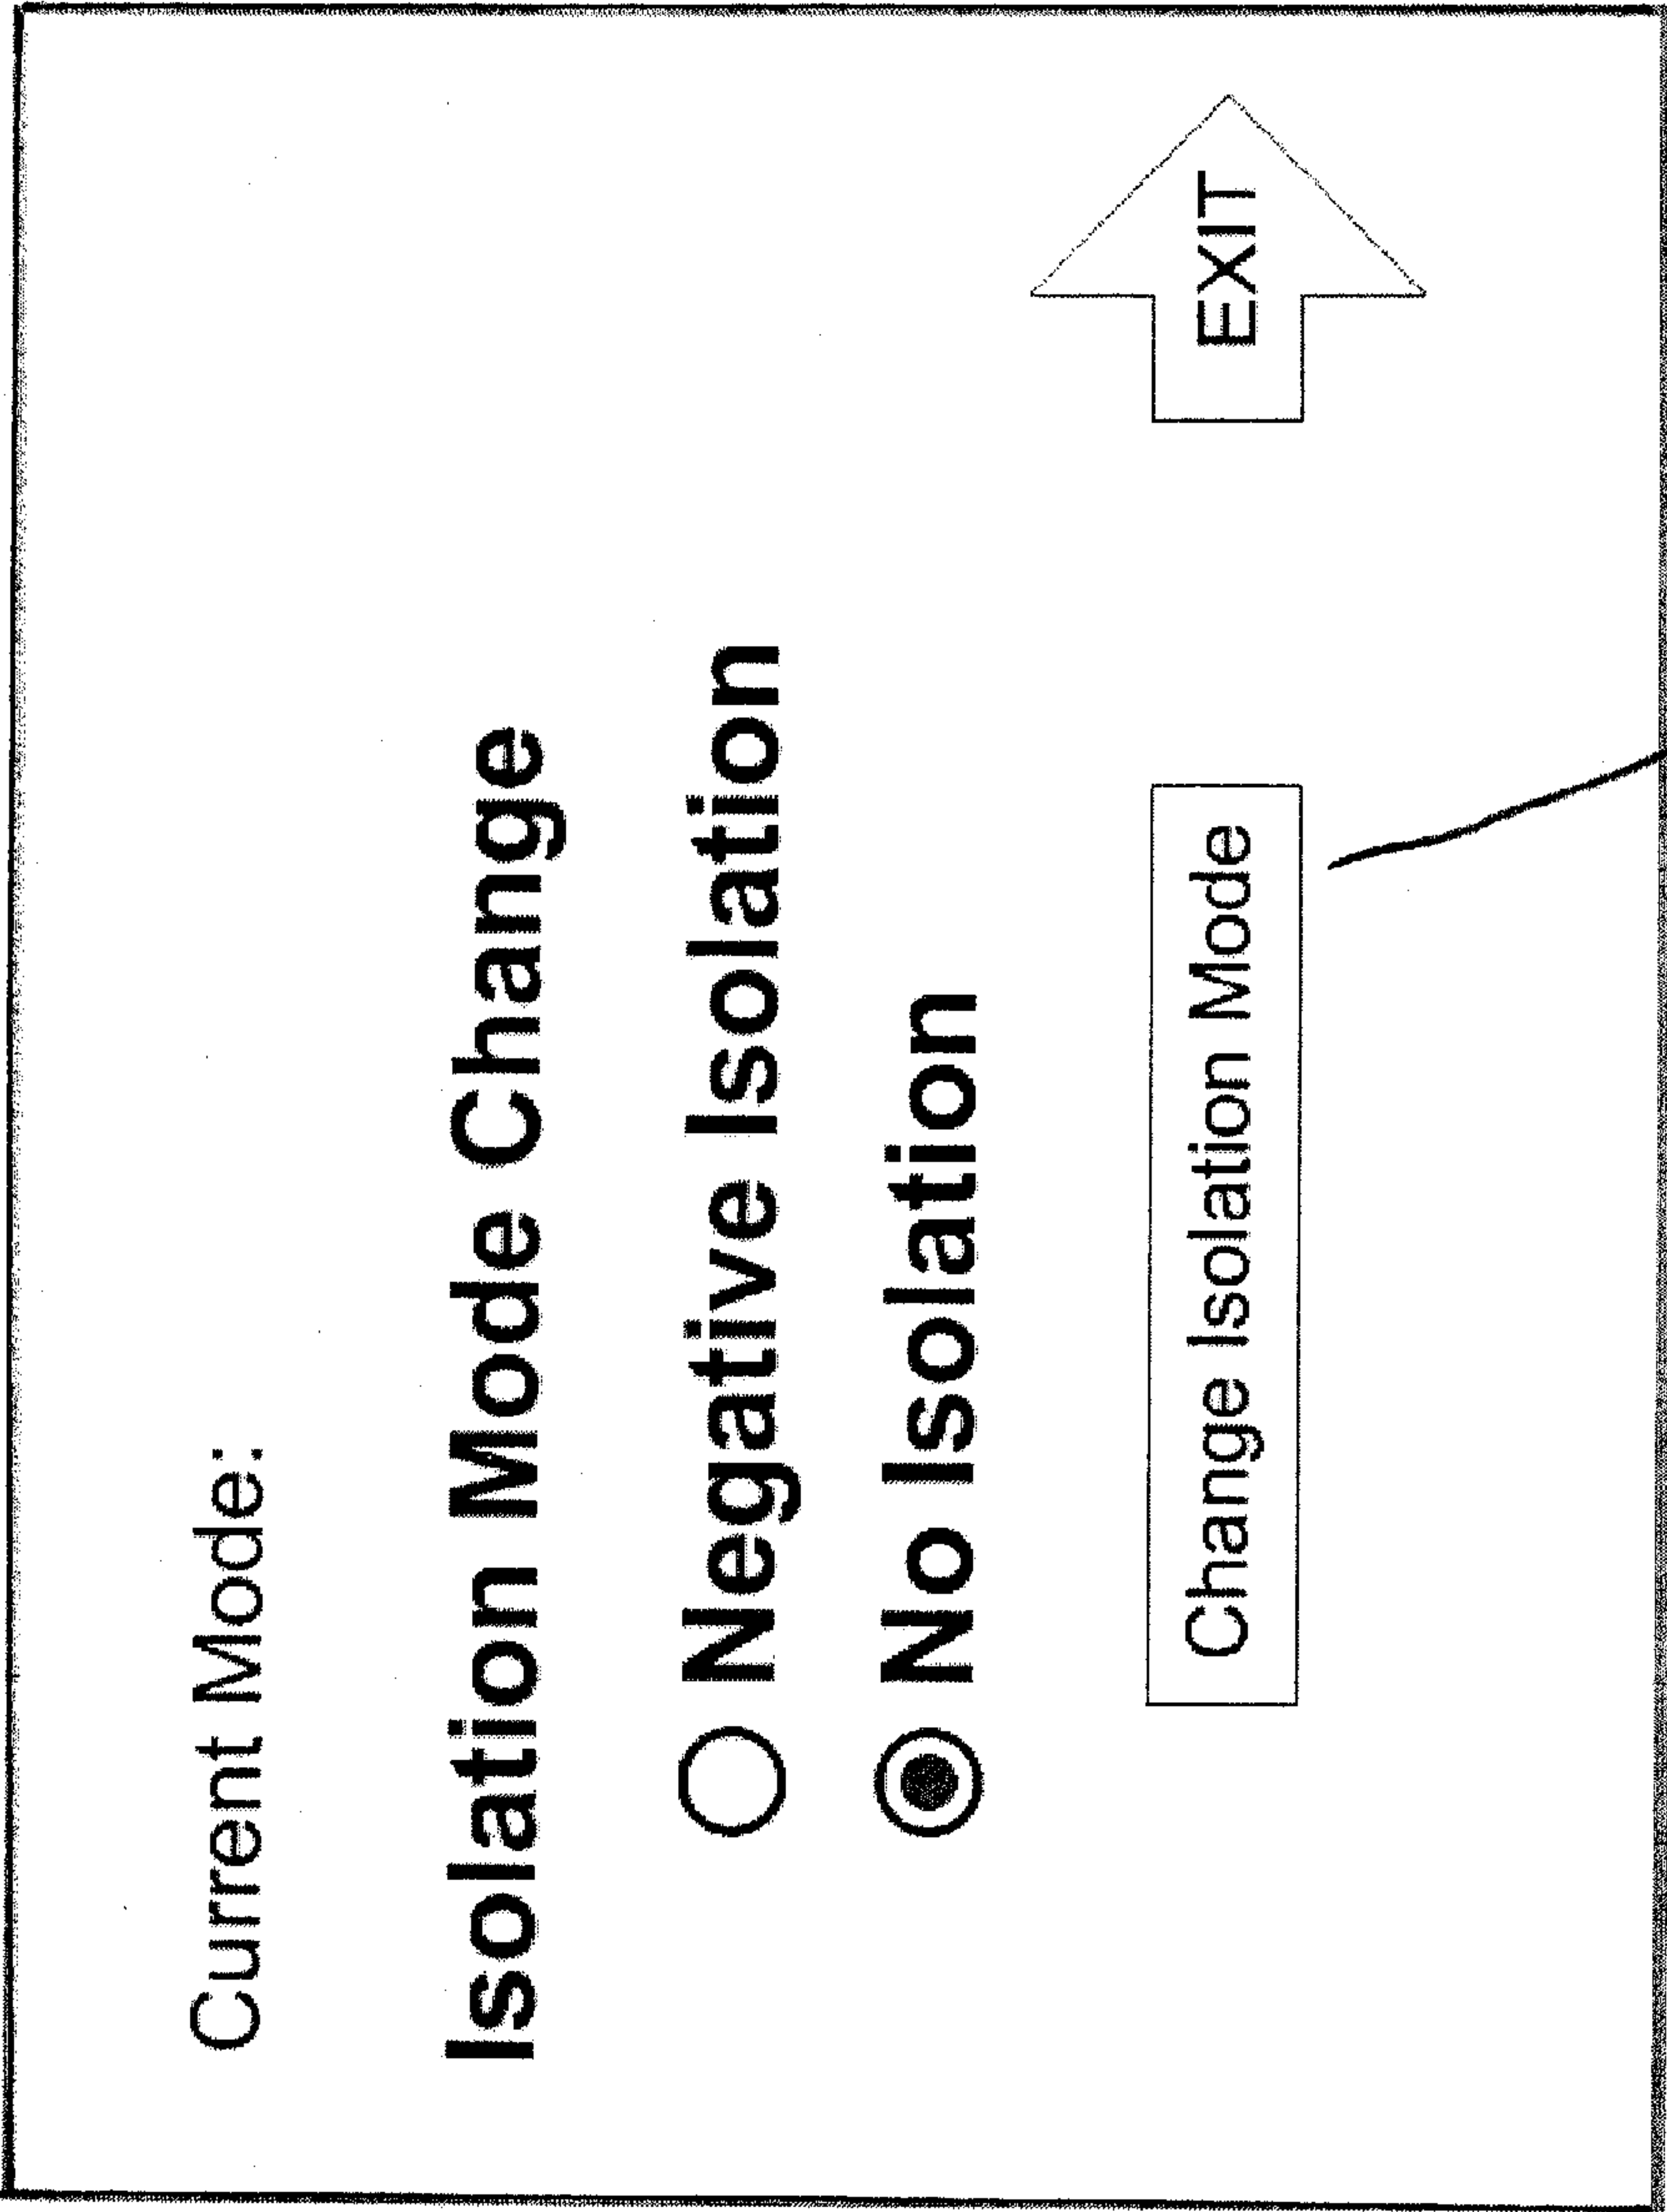 Current Mode:
Isolation Mode Change
Negative Isolation
No Isolation
Change Isolation Mode
EXIT